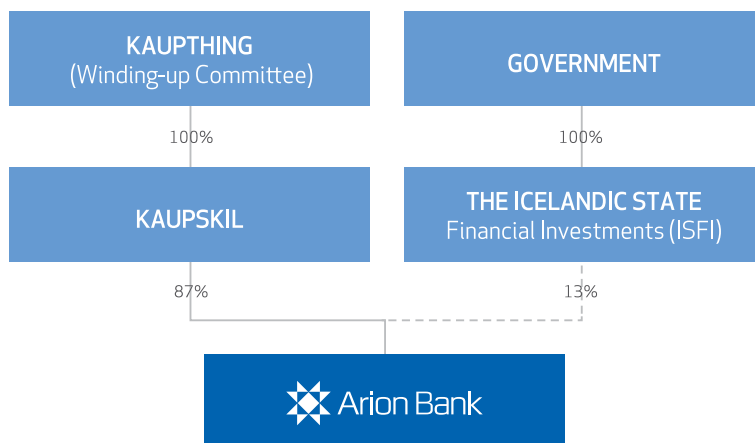 KAUPTHING
(Winding-up Committee)
GOVERNMENT
100%
100%
KAUPSKIL
THE ICELANDIC STATE
Financial Investments (ISFI)
87%
13%
Arion Bank